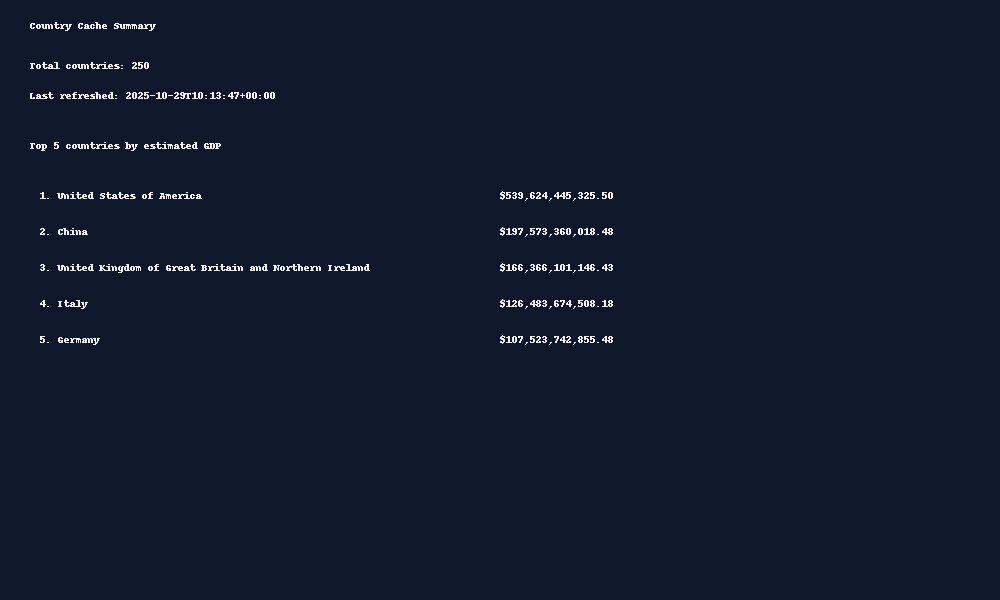 Country Cache Summary
Total countries: 250
Last refreshed: 2025-10-29T10:13:47+00:00
Top 5 countries by estimated GDP
1. United States of America $539,624,445,325.50
2. China $197,573,360,018.48
3. United Kingdom of Great Britain and Northern Ireland $166,366,101,146.43
4. Italy $126,483,674,508.18
5. Germany $107,523,742,855.48